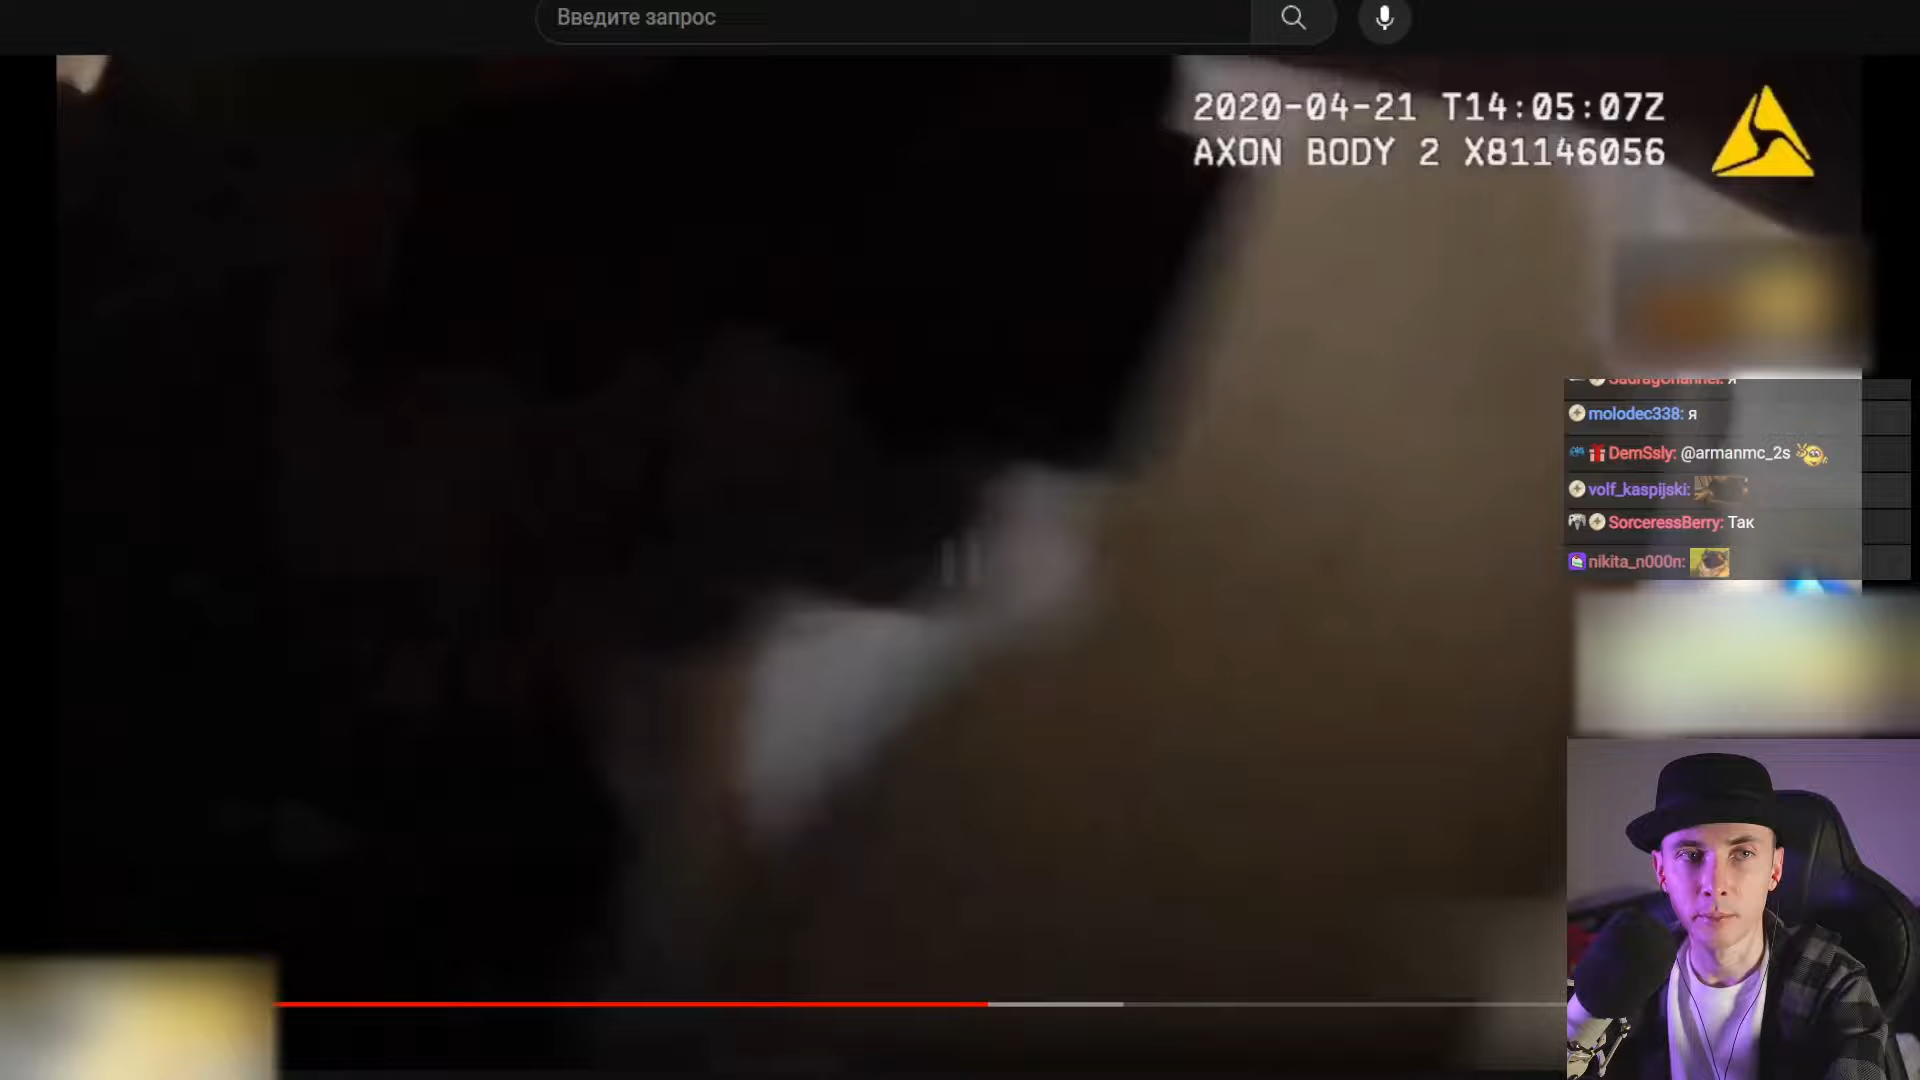 Введите запрос
2020-04-21 T14:05:07Z
AXON BODY 2 X81146056
я
molodec338: я
DemSsly: @armanmc_2s
volf_kaspijski:
SorceressBerry: Так
nikita_n000n: